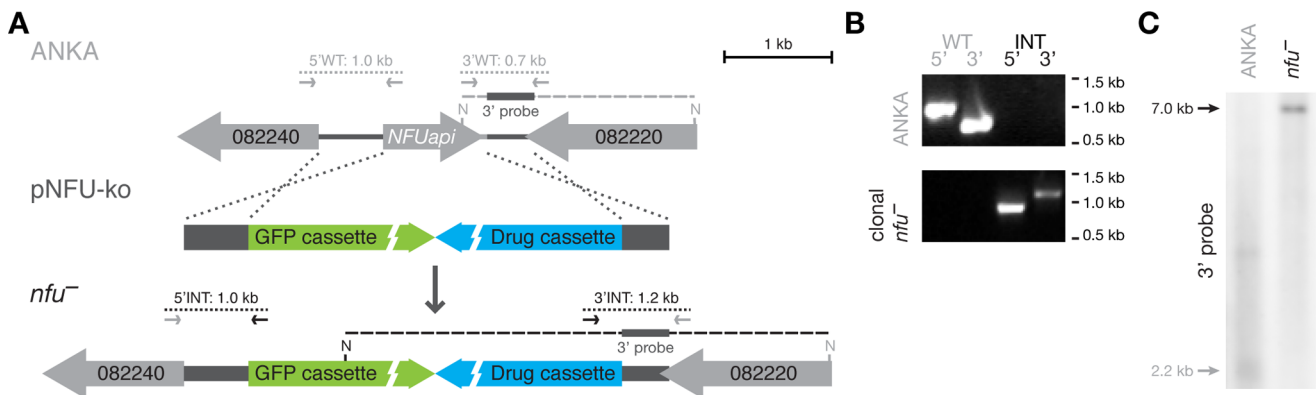 A
ANKA
5'WT: 1.0 kb
3'WT: 0.7 kb
1 kb
N
3' probe
N
082240
NFUapi
082220
pNFU-ko
GFP cassette
Drug cassette
nfu⁻
5'INT: 1.0 kb
3'INT: 1.2 kb
N
3' probe
N
082240
GFP cassette
Drug cassette
082220
B
WT INT
5' 3' 5' 3'
ANKA
1.5 kb
1.0 kb
0.5 kb
clonal
nfu⁻
1.5 kb
1.0 kb
0.5 kb
C
ANKA
nfu⁻
7.0 kb
3' probe
2.2 kb